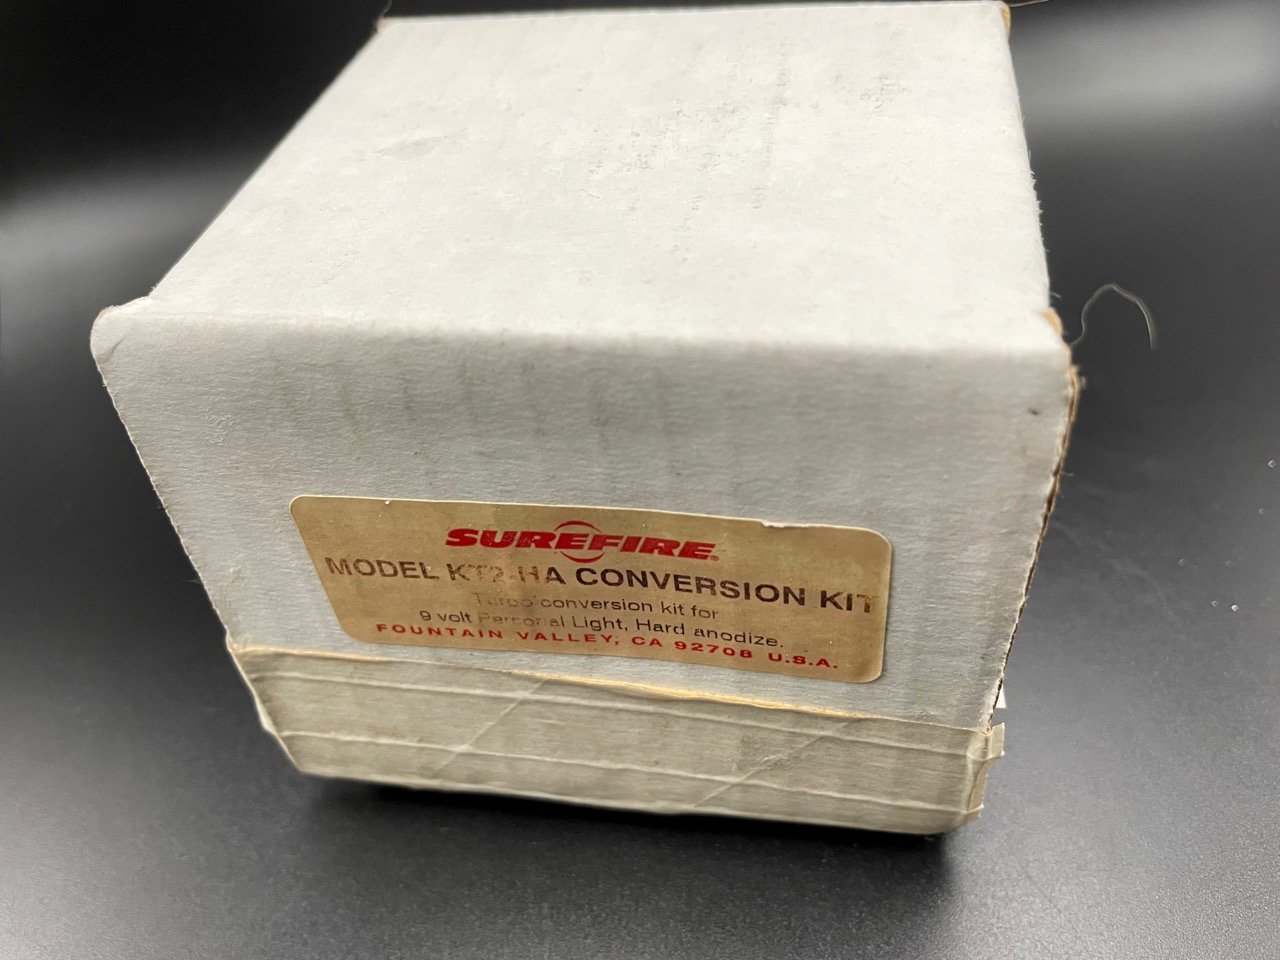 SUREFIRE®
MODEL KT2-HA CONVERSION KIT
Turbo conversion kit for
9 volt Personal Light, Hard anodize.
FOUNTAIN VALLEY, CA 92708 U.S.A.